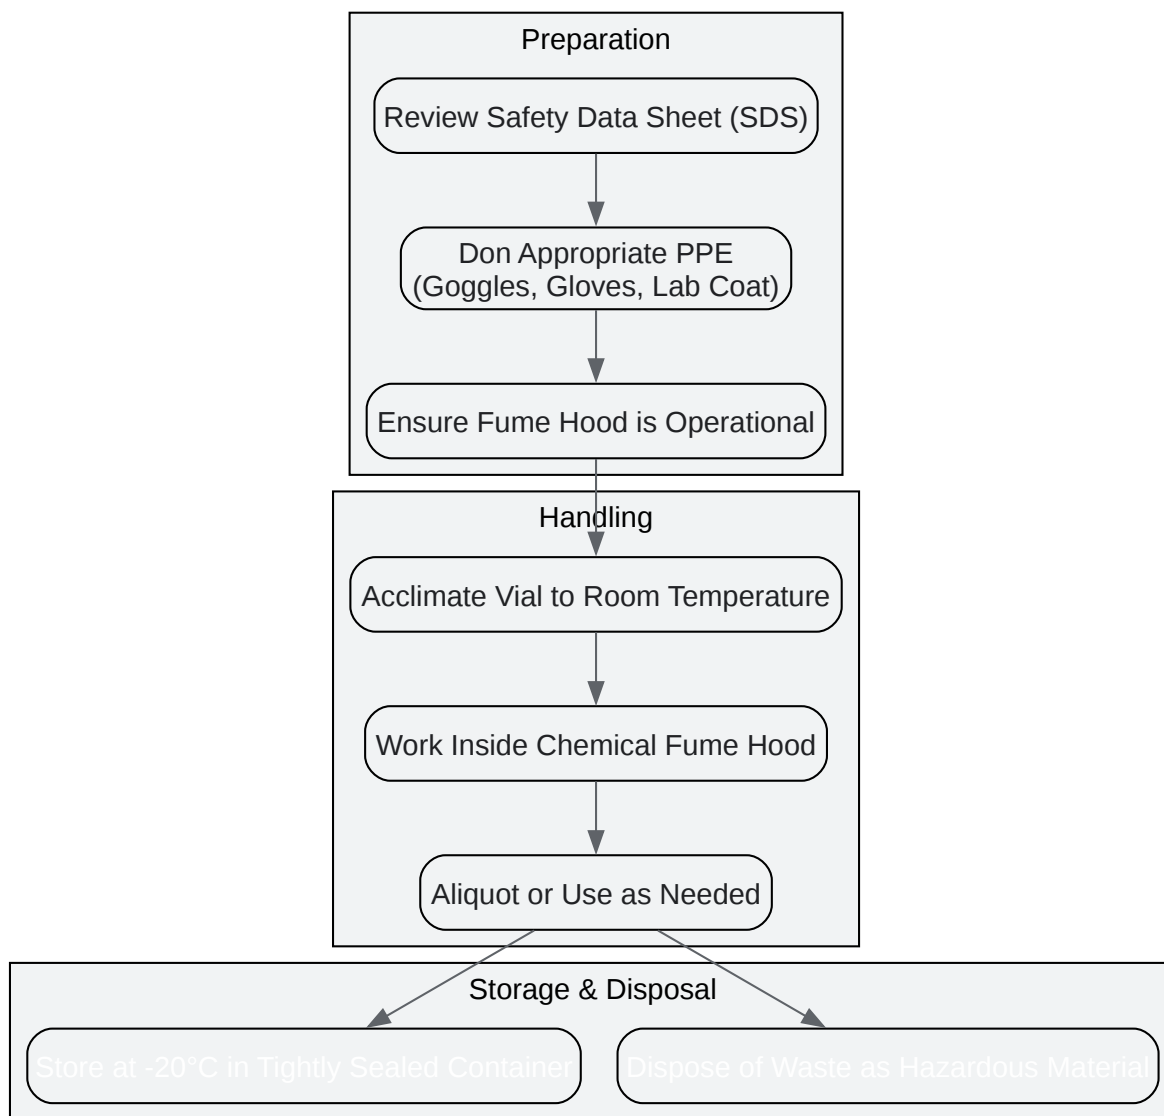 Preparation
Review Safety Data Sheet (SDS)
Don Appropriate PPE
(Goggles, Gloves, Lab Coat)
Ensure Fume Hood is Operational
Handling
Acclimate Vial to Room Temperature
Work Inside Chemical Fume Hood
Aliquot or Use as Needed
Storage & Disposal
Store at -20°C in Tightly Sealed Container
Dispose of Waste as Hazardous Material